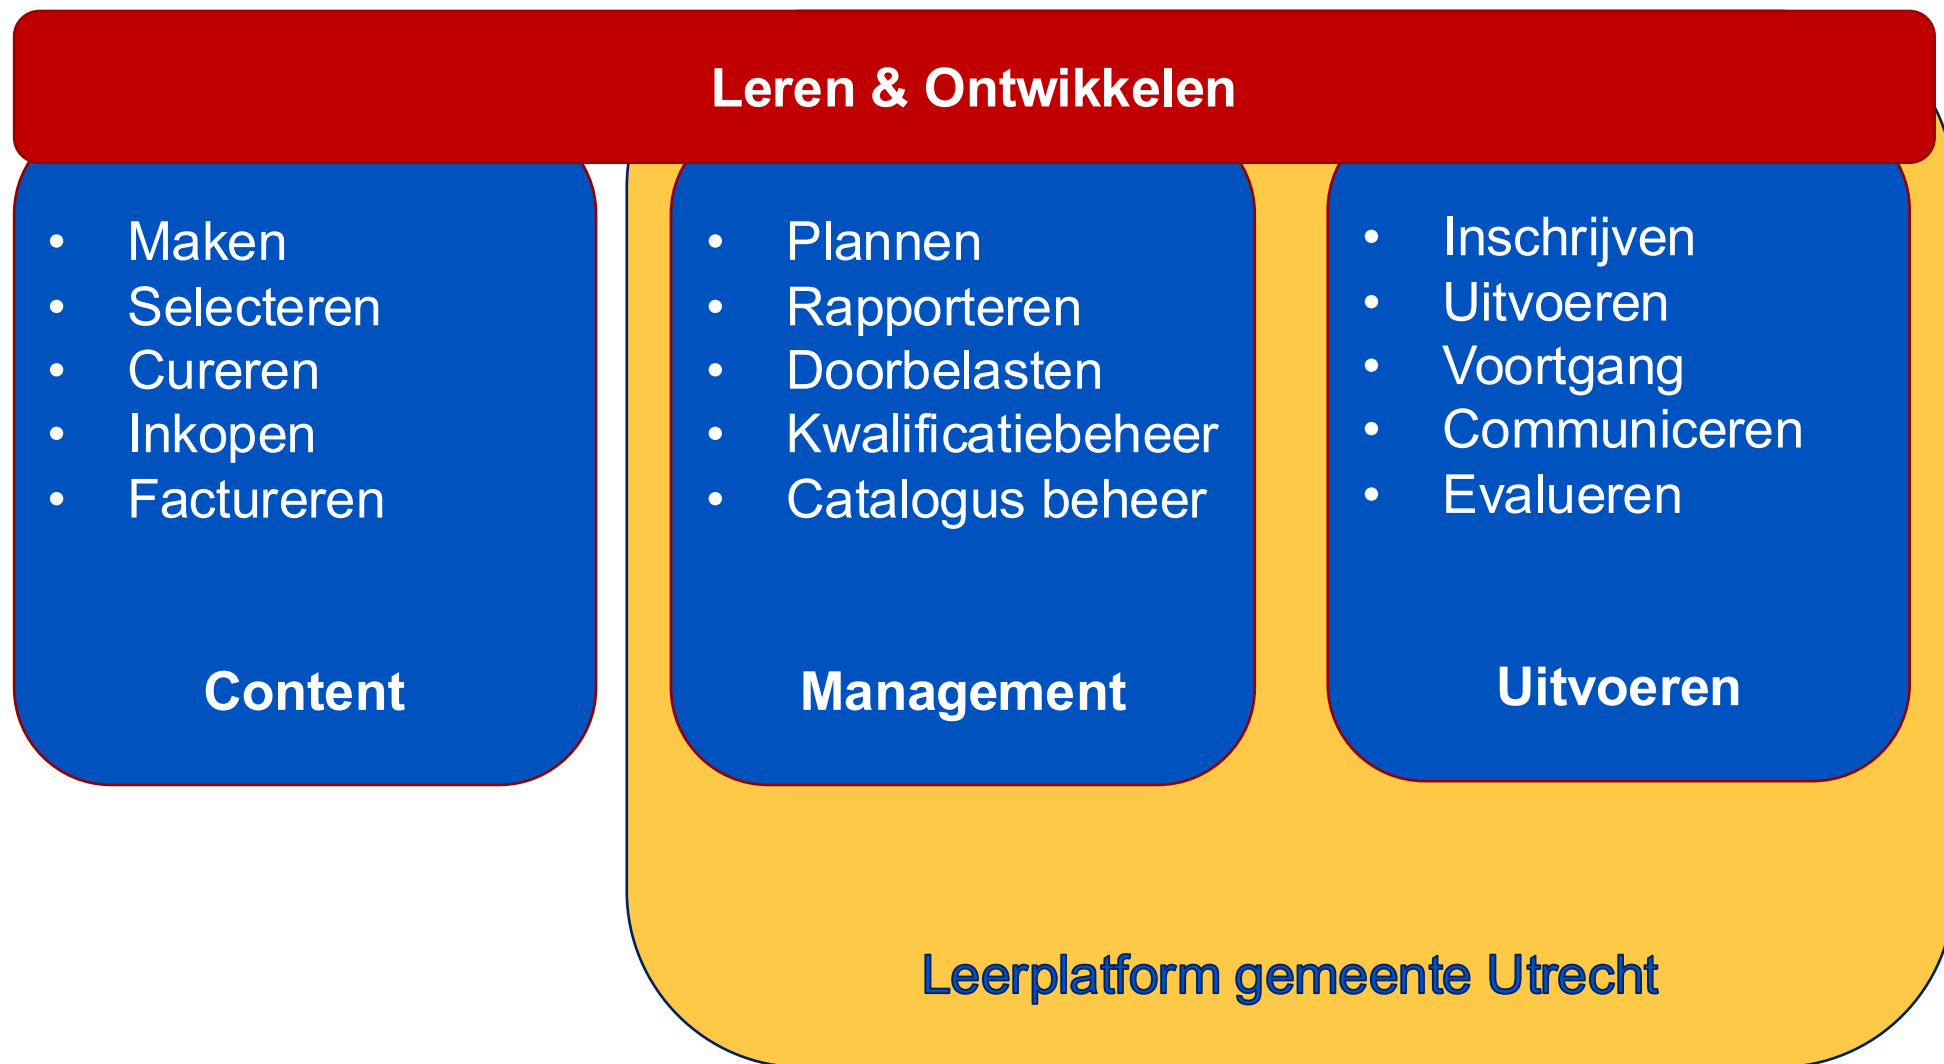 Leren & Ontwikkelen
• Maken
• Selecteren
• Cureren
• Inkopen
• Factureren
Content
• Plannen
• Rapporteren
• Doorbelasten
• Kwalificatiebeheer
• Catalogus beheer
Management
• Inschrijven
• Uitvoeren
• Voortgang
• Communiceren
• Evalueren
Uitvoeren
Leerplatform gemeente Utrecht